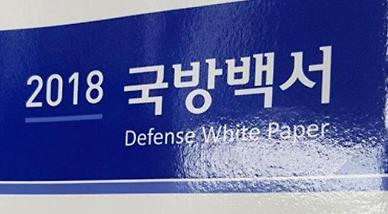 2018 국방백서
Defense White Paper